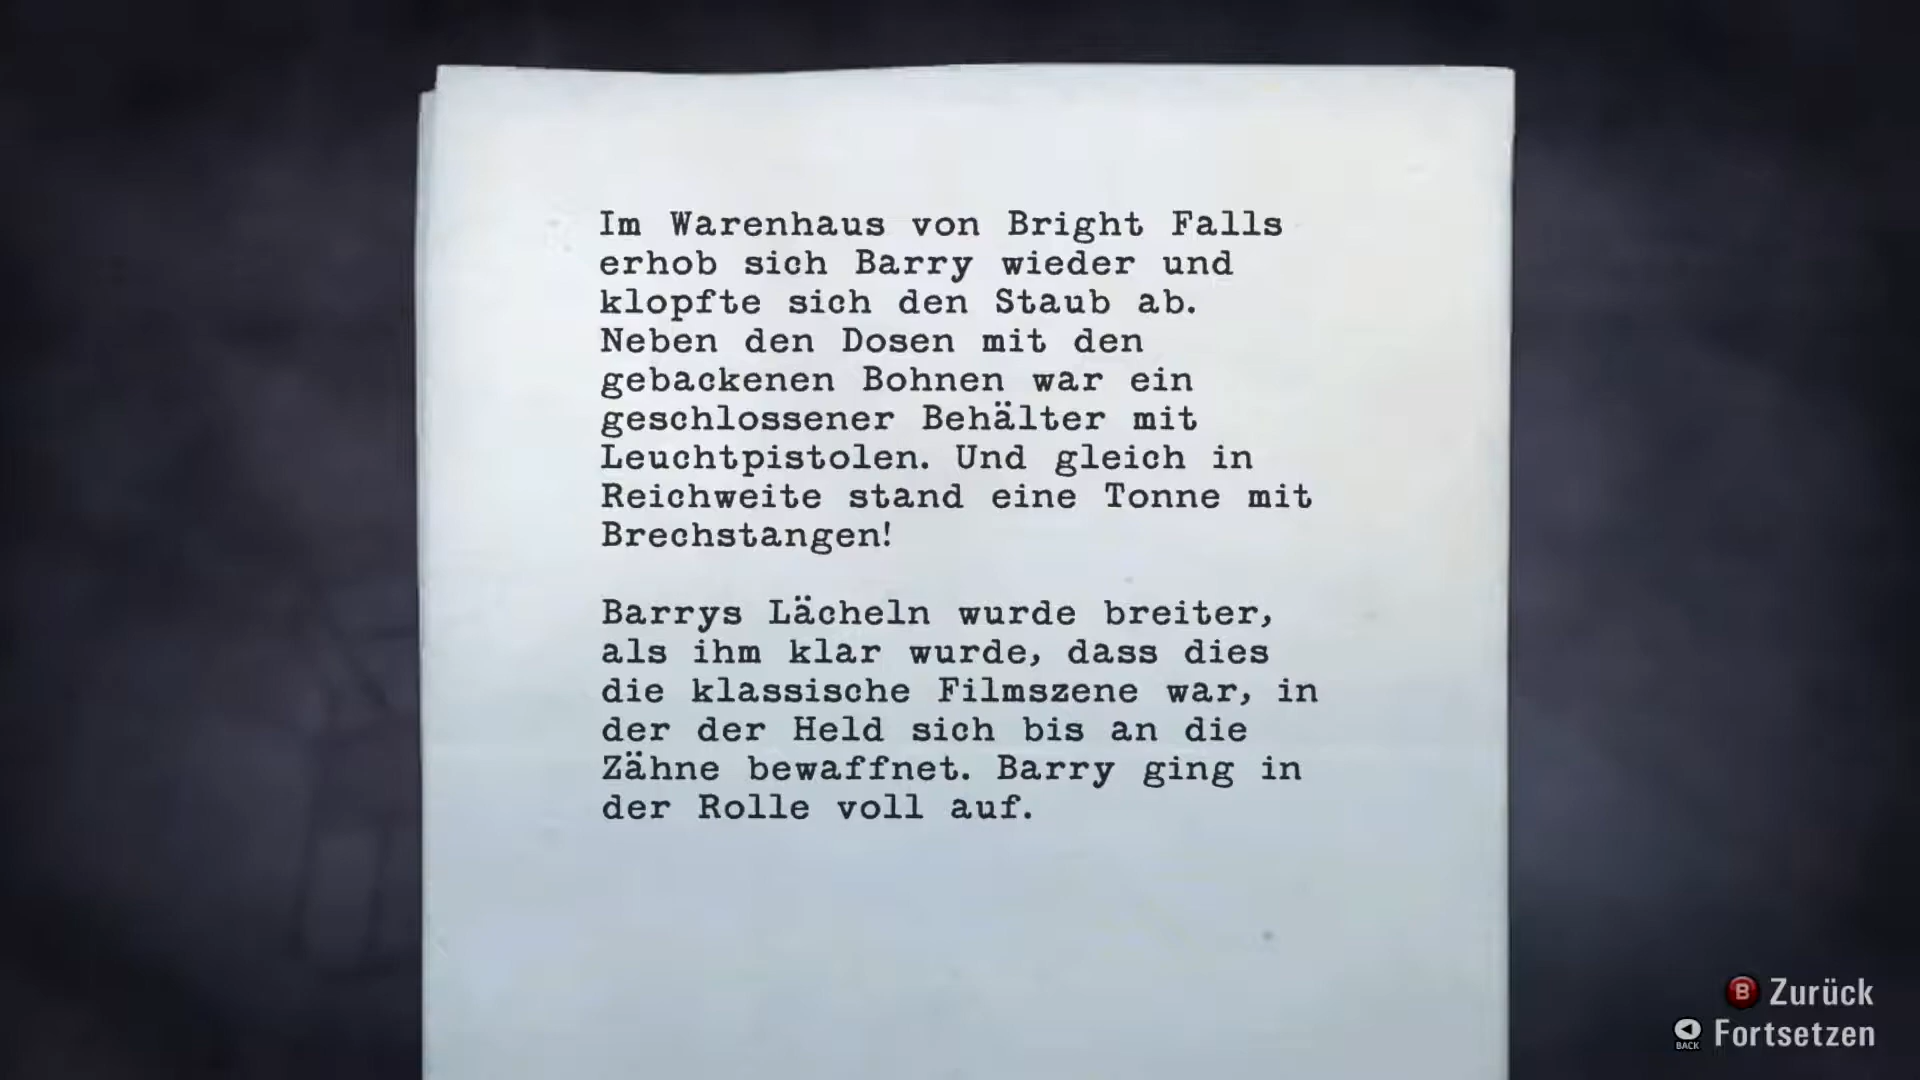 Im Warenhaus von Bright Falls
erhob sich Barry wieder und
klopfte sich den Staub ab.
Neben den Dosen mit den
gebackenen Bohnen war ein
geschlossener Behälter mit
Leuchtpistolen. Und gleich in
Reichweite stand eine Tonne mit
Brechstangen!
Barrys Lächeln wurde breiter,
als ihm klar wurde, dass dies
die klassische Filmszene war, in
der der Held sich bis an die
Zähne bewaffnet. Barry ging in
der Rolle voll auf.
B Zurück
BACK Fortsetzen